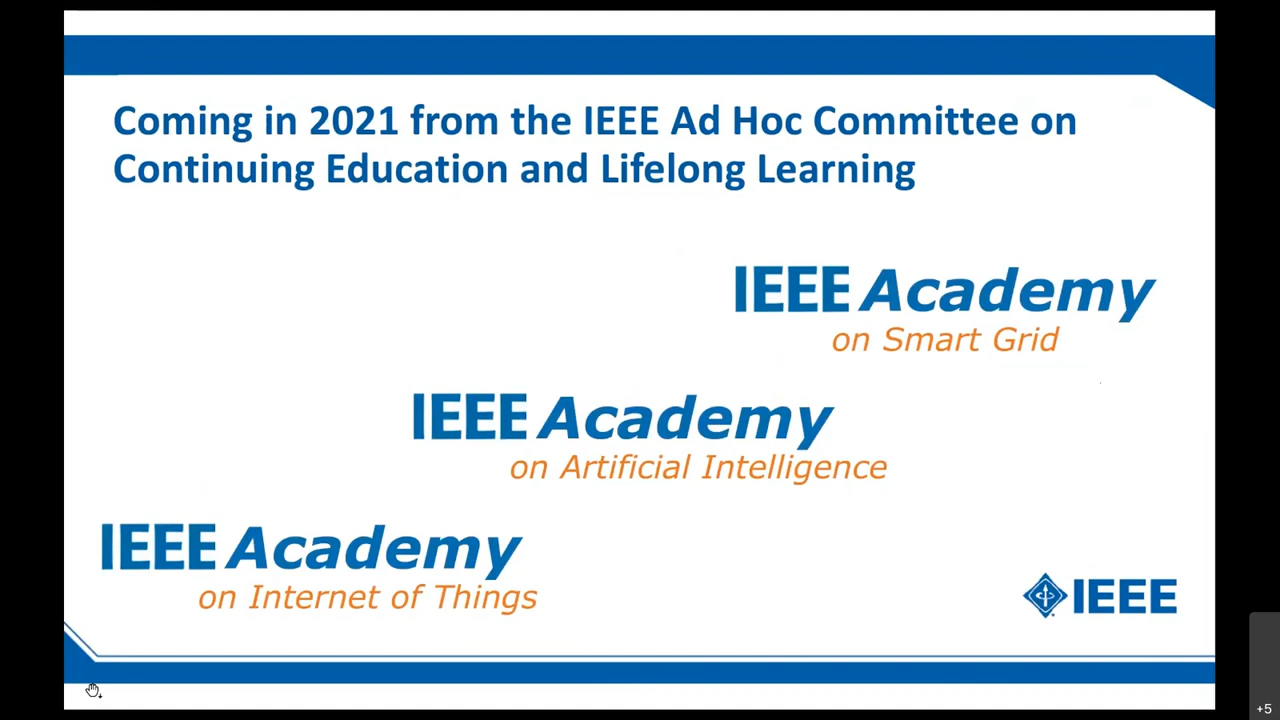 Coming in 2021 from the IEEE Ad Hoc Committee on
Continuing Education and Lifelong Learning
IEEE Academy
on Smart Grid
IEEE Academy
on Artificial Intelligence
IEEE Academy
on Internet of Things
IEEE
+5